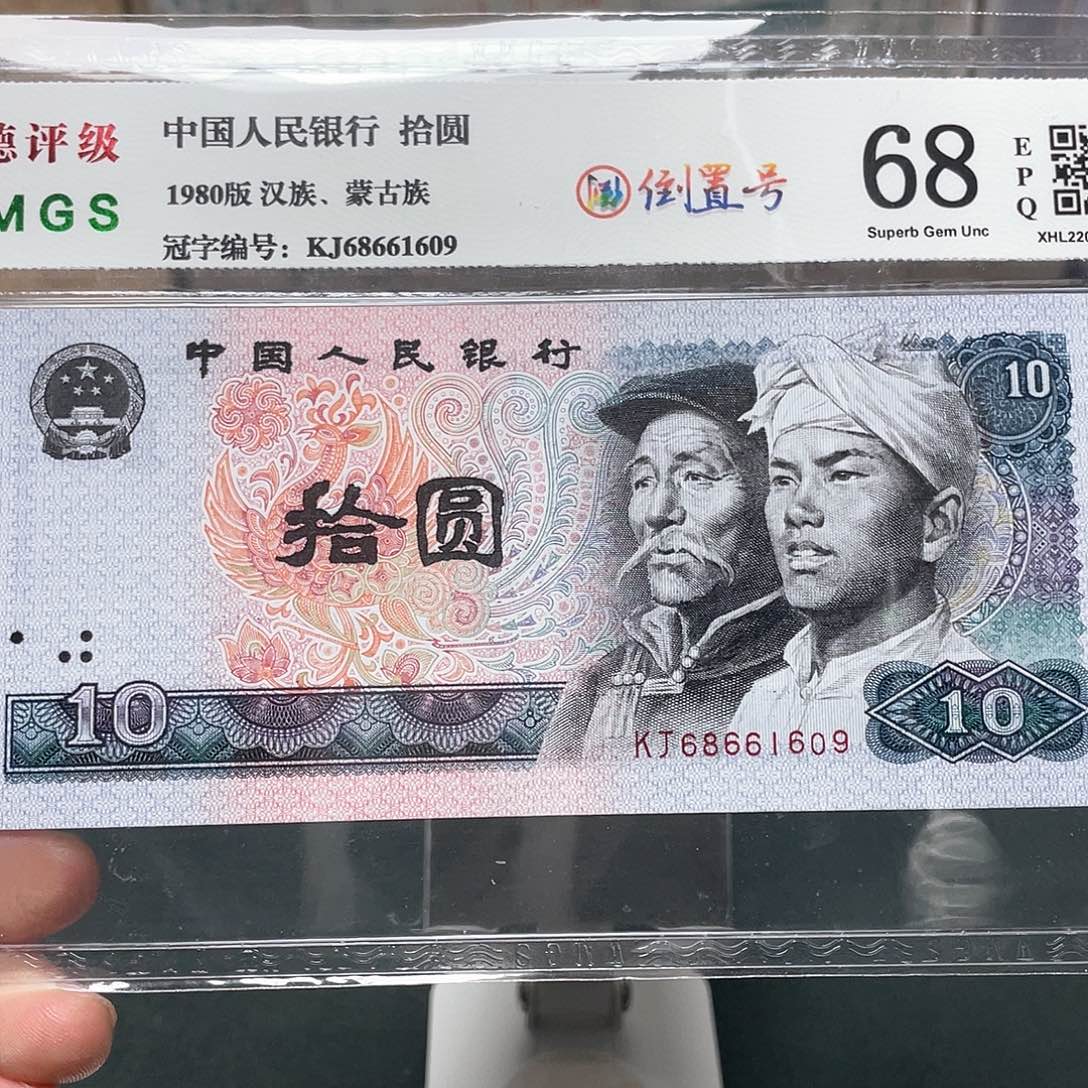 德评级
MGS
中国人民银行 拾圆
1980版 汉族、蒙古族
冠字编号：KJ68661609
倒置号
68
Superb Gem Unc
EPQ
XHL220
中国人民银行
10
拾圆
10
KJ68661609
10